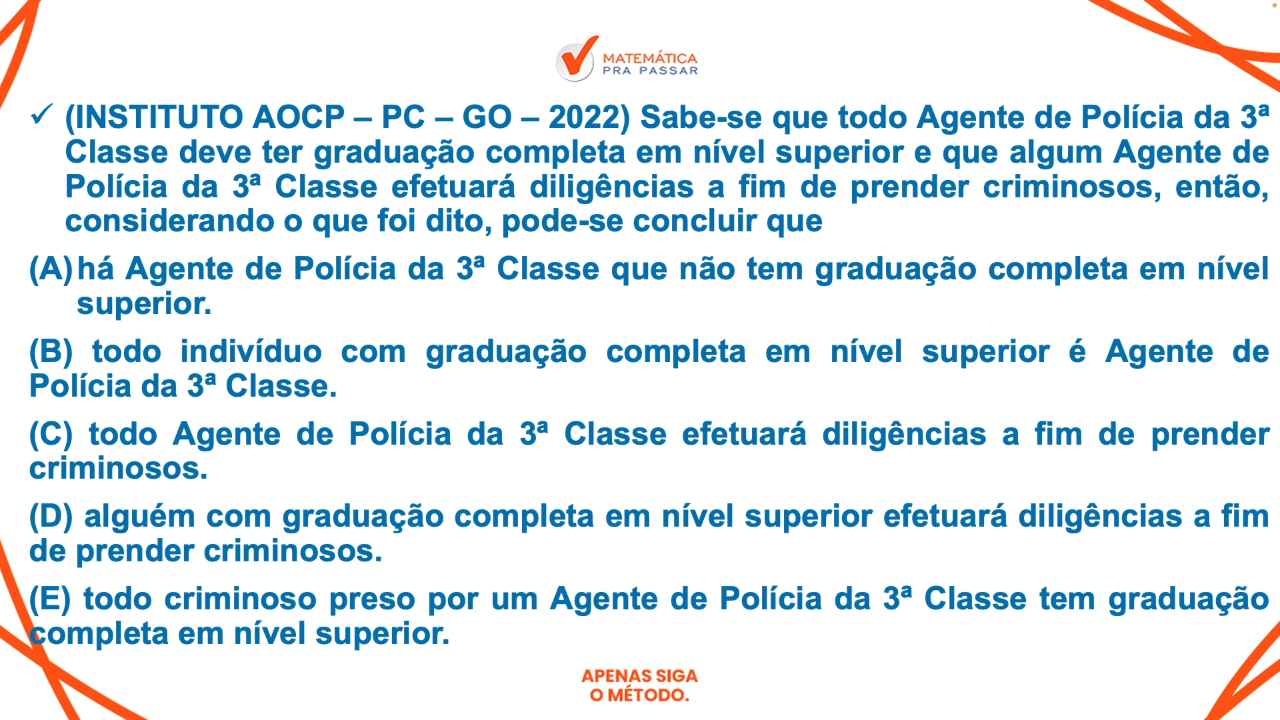 MATEMÁTICA
PRA PASSAR
✓ (INSTITUTO AOCP – PC – GO – 2022) Sabe-se que todo Agente de Polícia da 3ª
Classe deve ter graduação completa em nível superior e que algum Agente de
Polícia da 3ª Classe efetuará diligências a fim de prender criminosos, então,
considerando o que foi dito, pode-se concluir que
(A) há Agente de Polícia da 3ª Classe que não tem graduação completa em nível
superior.
(B) todo indivíduo com graduação completa em nível superior é Agente de
Polícia da 3ª Classe.
(C) todo Agente de Polícia da 3ª Classe efetuará diligências a fim de prender
criminosos.
(D) alguém com graduação completa em nível superior efetuará diligências a fim
de prender criminosos.
(E) todo criminoso preso por um Agente de Polícia da 3ª Classe tem graduação
completa em nível superior.
APENAS SIGA
O MÉTODO.